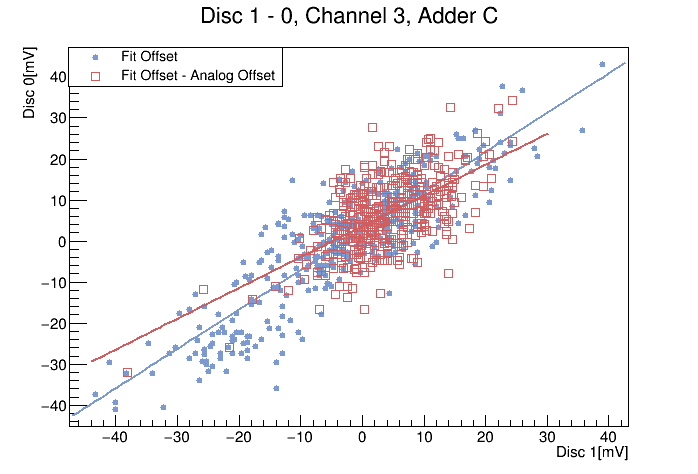 Disc 1 - 0, Channel 3, Adder C
Disc 0[mV]
Fit Offset
Fit Offset - Analog Offset
40
30
20
10
0
−10
−20
−30
−40
−40 −30 −20 −10 0 10 20 30 40
Disc 1[mV]